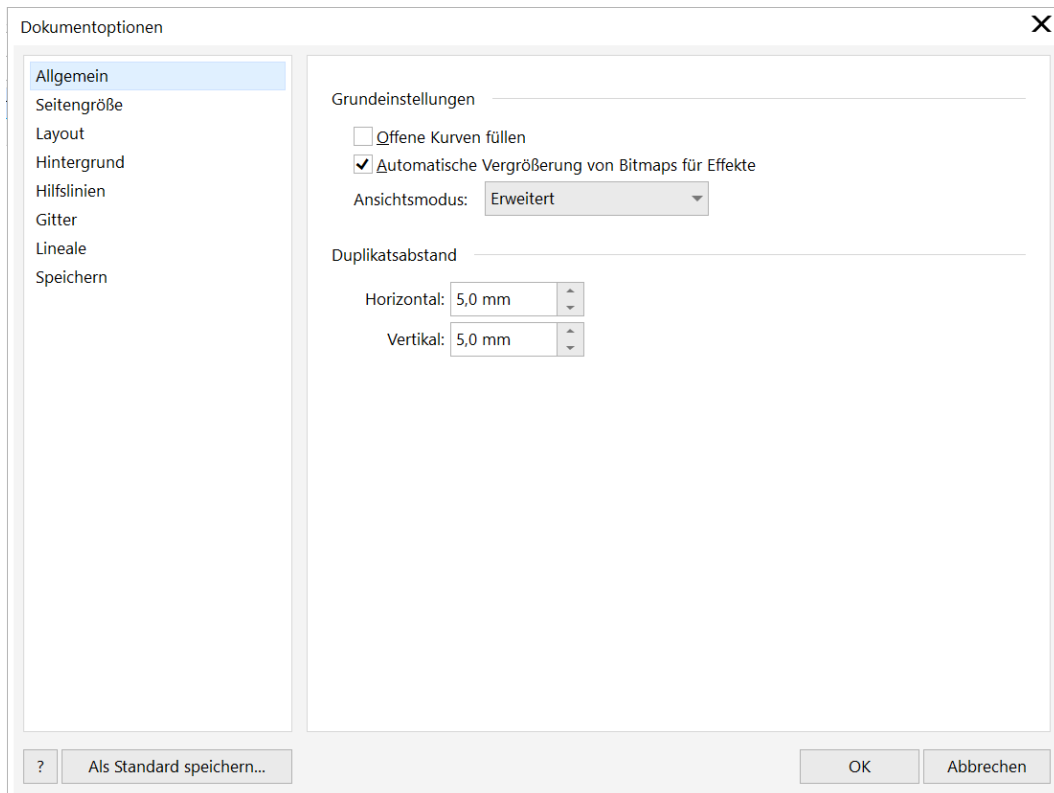 Dokumentoptionen
Allgemein
Seitengröße
Layout
Hintergrund
Hilfslinien
Gitter
Lineale
Speichern
Grundeinstellungen
Offene Kurven füllen
Automatische Vergrößerung von Bitmaps für Effekte
Ansichtsmodus: Erweitert
Duplikatsabstand
Horizontal: 5,0 mm
Vertikal: 5,0 mm
? Als Standard speichern... OK Abbrechen